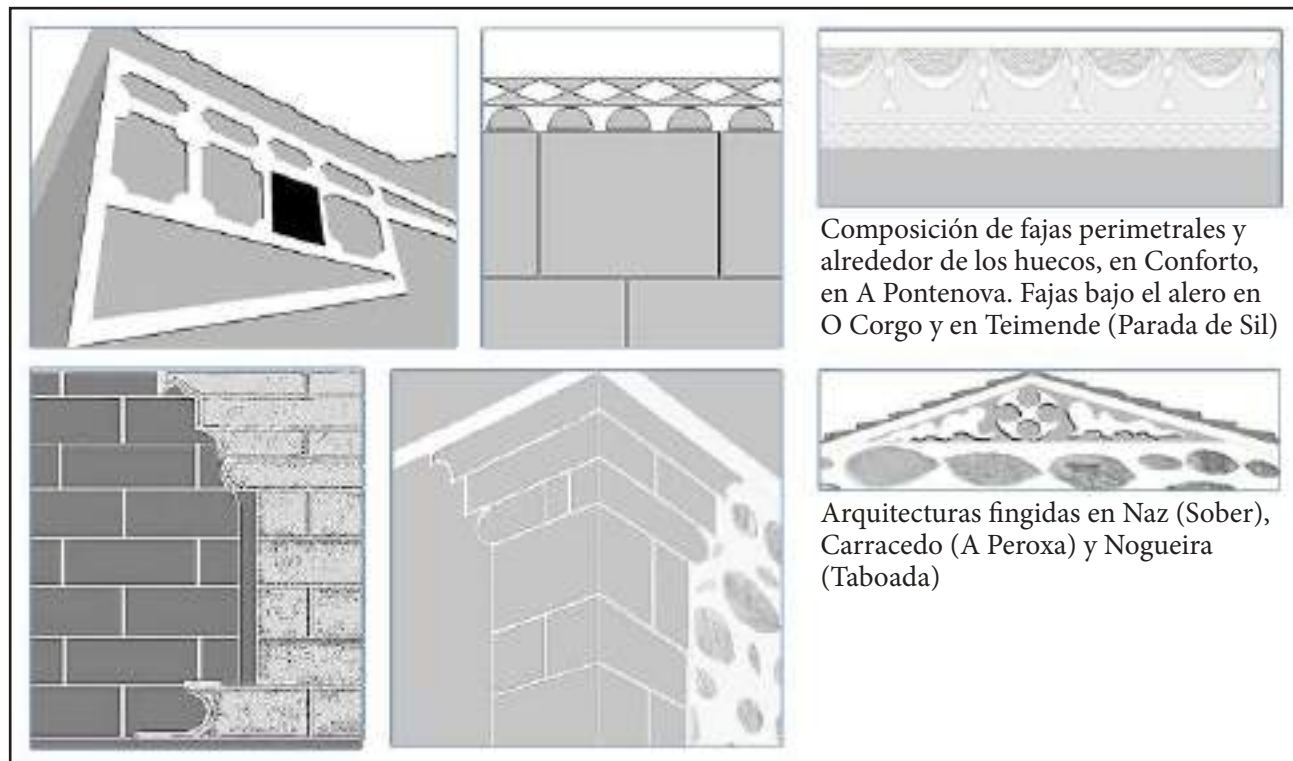 Composición de fajas perimetrales y
alrededor de los huecos, en Conforto,
en A Pontenova. Fajas bajo el alero en
O Corgo y en Teimende (Parada de Sil)
Arquitecturas fingidas en Naz (Sober),
Carracedo (A Peroxa) y Nogueira
(Taboada)